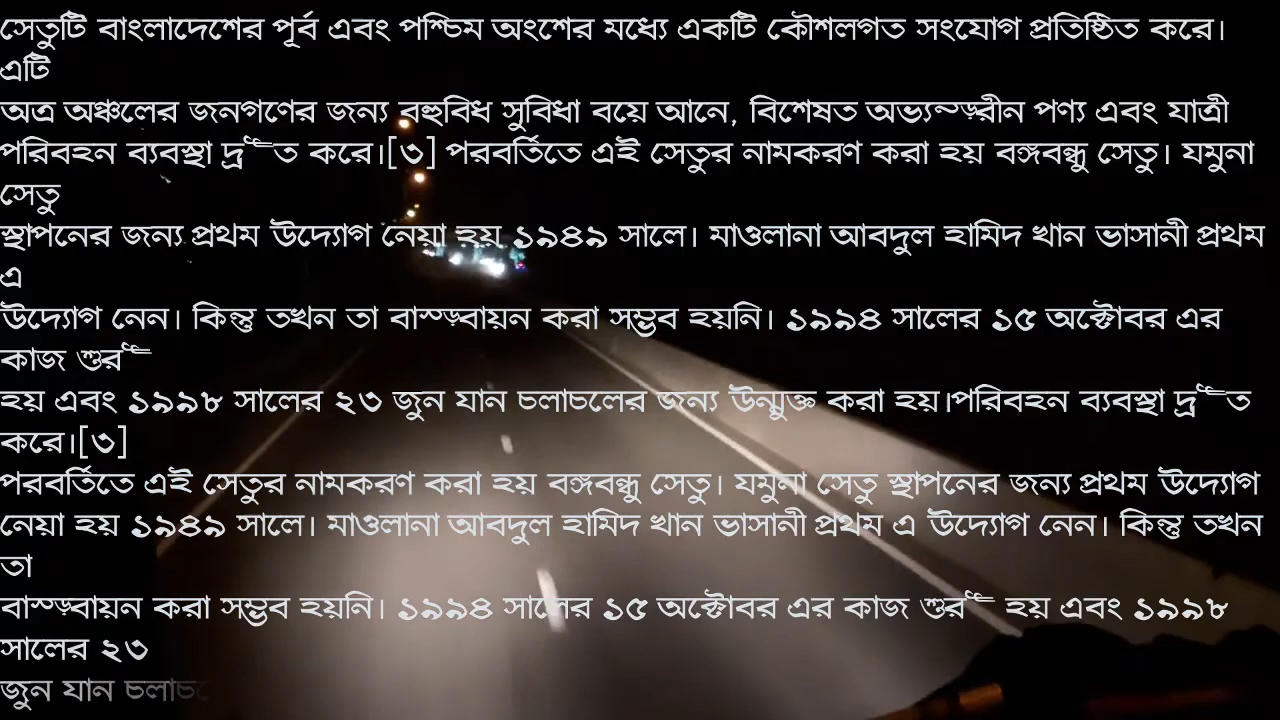 সেতুটি বাংলাদেশের পূর্ব এবং পশ্চিম অংশের মধ্যে একটি কৌশলগত সংযোগ প্রতিষ্ঠিত করে।
এটি
অত্র অঞ্চলের জনগণের জন্য বহুবিধ সুবিধা বয়ে আনে, বিশেষত পণ্য এবং যাত্রী
পরিবহন ব্যবস্থা করে।[৩] পরবর্তিতে এই সেতুর নামকরণ করা হয় বঙ্গবন্ধু সেতু। যমুনা
সেতু
স্থাপনের জন্য প্রথম উদ্যোগ নেয়া হয় ১৯৪৯ সালে। মাওলানা আবদুল হামিদ খান ভাসানী প্রথম
এ
উদ্যোগ নেন। কিন্তু তখন তা করা সম্ভব হয়নি। ১৯৯৪ সালের ১৫ অক্টোবর এর
কাজ
হয় এবং ১৯৯৮ সালের ২৩ জুন যান চলাচলের জন্য উন্মুক্ত করা হয়।পরিবহন ব্যবস্থা
করে।[৩]
পরবর্তিতে এই সেতুর নামকরণ করা হয় বঙ্গবন্ধু সেতু। যমুনা সেতু স্থাপনের জন্য প্রথম উদ্যোগ
নেয়া হয় ১৯৪৯ সালে। মাওলানা আবদুল হামিদ খান ভাসানী প্রথম এ উদ্যোগ নেন। কিন্তু তখন
তা
করা সম্ভব হয়নি। ১৯৯৪ সালের ১৫ অক্টোবর এর কাজ হয় এবং ১৯৯৮
সালের ২৩
জুন যান